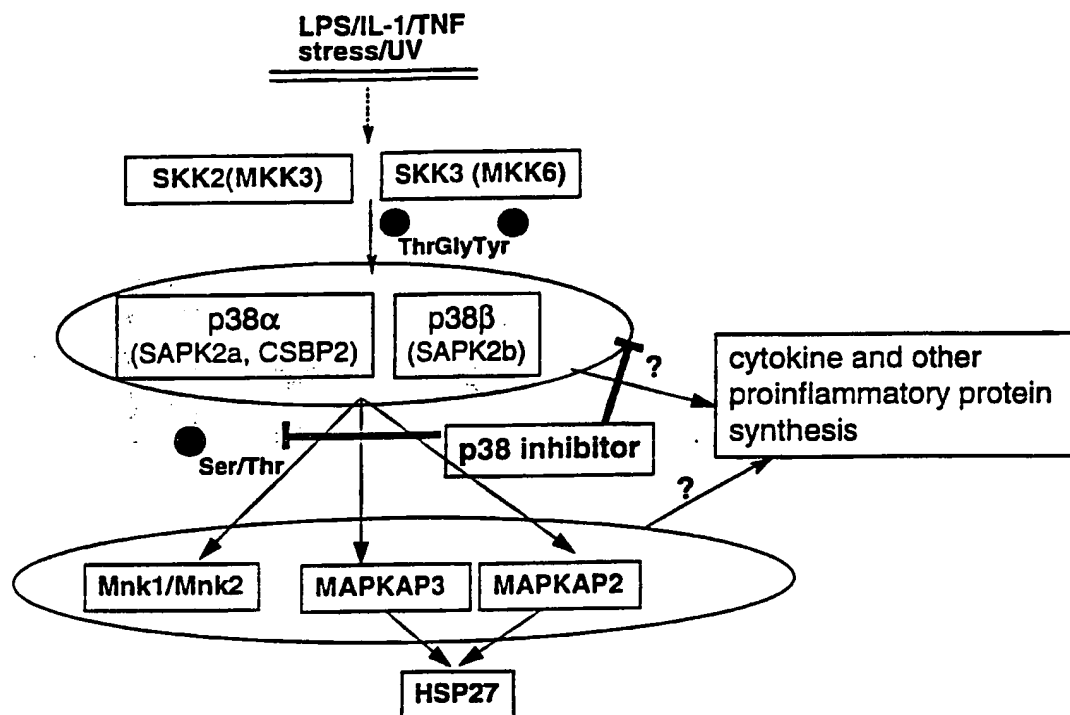 LPS/IL-1/TNF
stress/UV
SKK2(MKK3)
SKK3 (MKK6)
ThrGlyTyr
p38α
(SAPK2a, CSBP2)
p38β
(SAPK2b)
?
cytokine and other
proinflammatory protein
synthesis
Ser/Thr
p38 inhibitor
?
Mnk1/Mnk2
MAPKAP3
MAPKAP2
HSP27